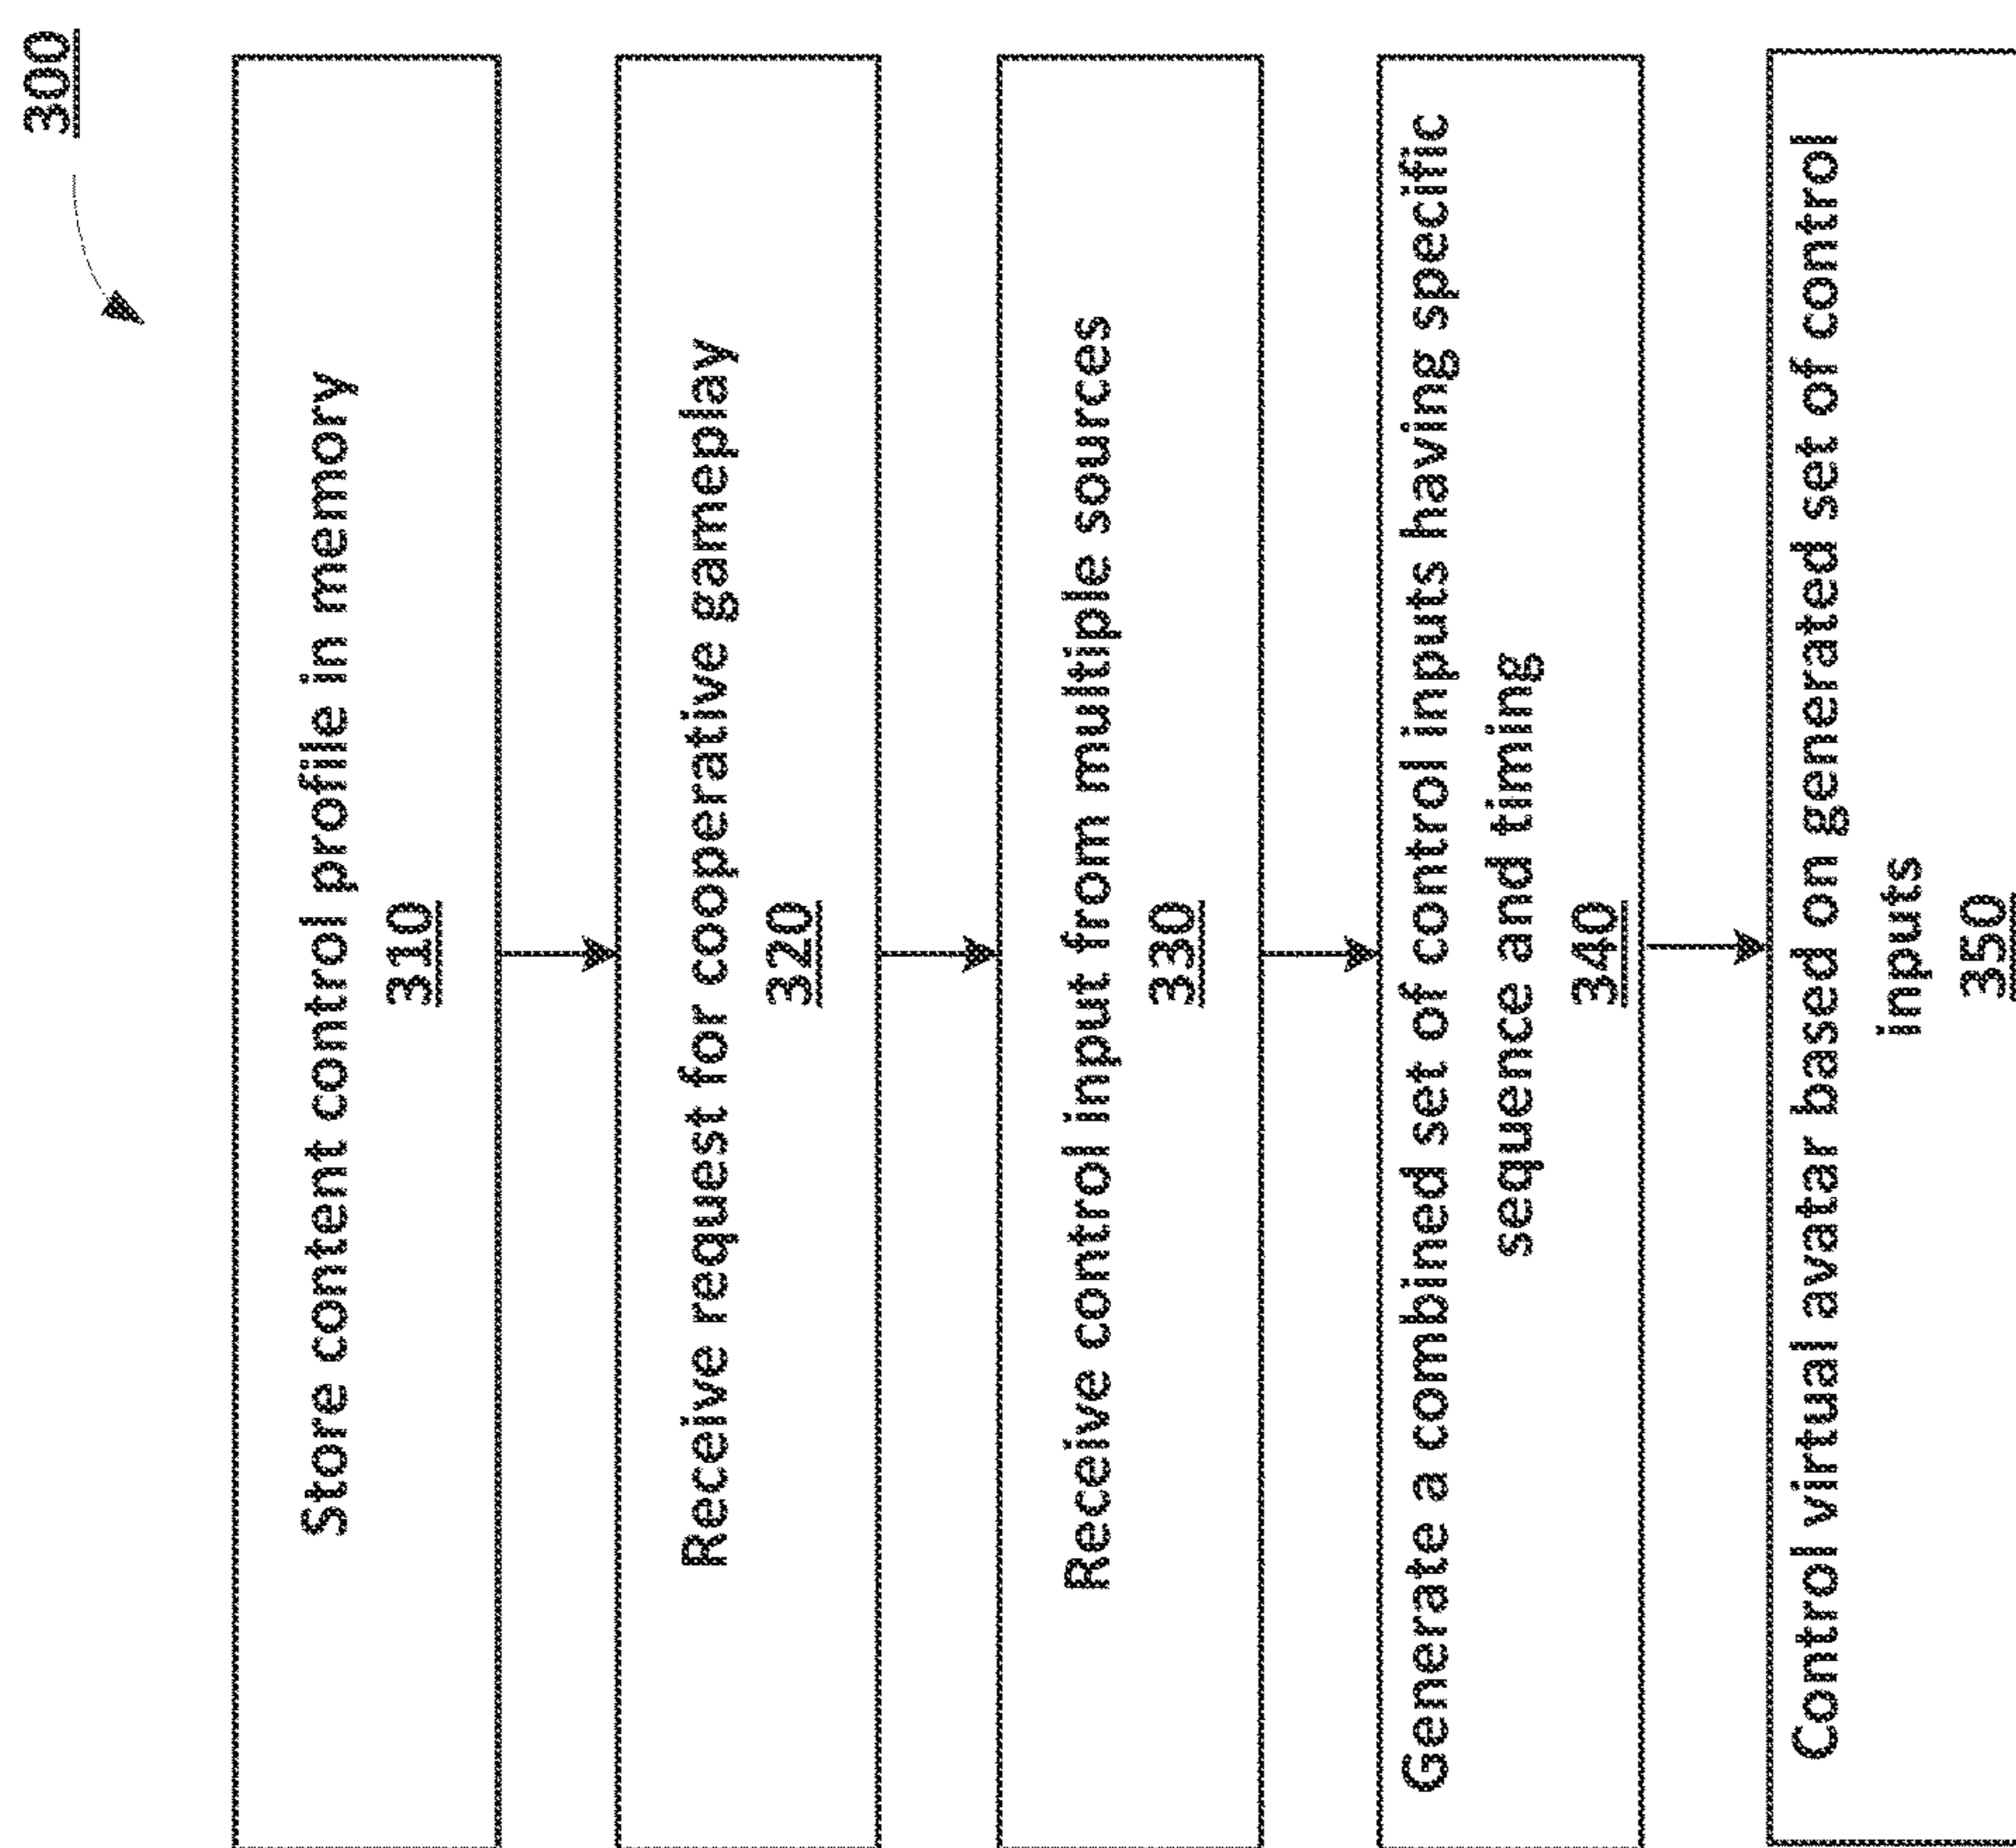 300
Store content control profile in memory
310
Receive request for cooperative gameplay
320
Receive control input from multiple sources
330
Generate a combined set of control inputs having specific
sequence and timing
340
Control virtual avatar based on generated set of control
inputs
350